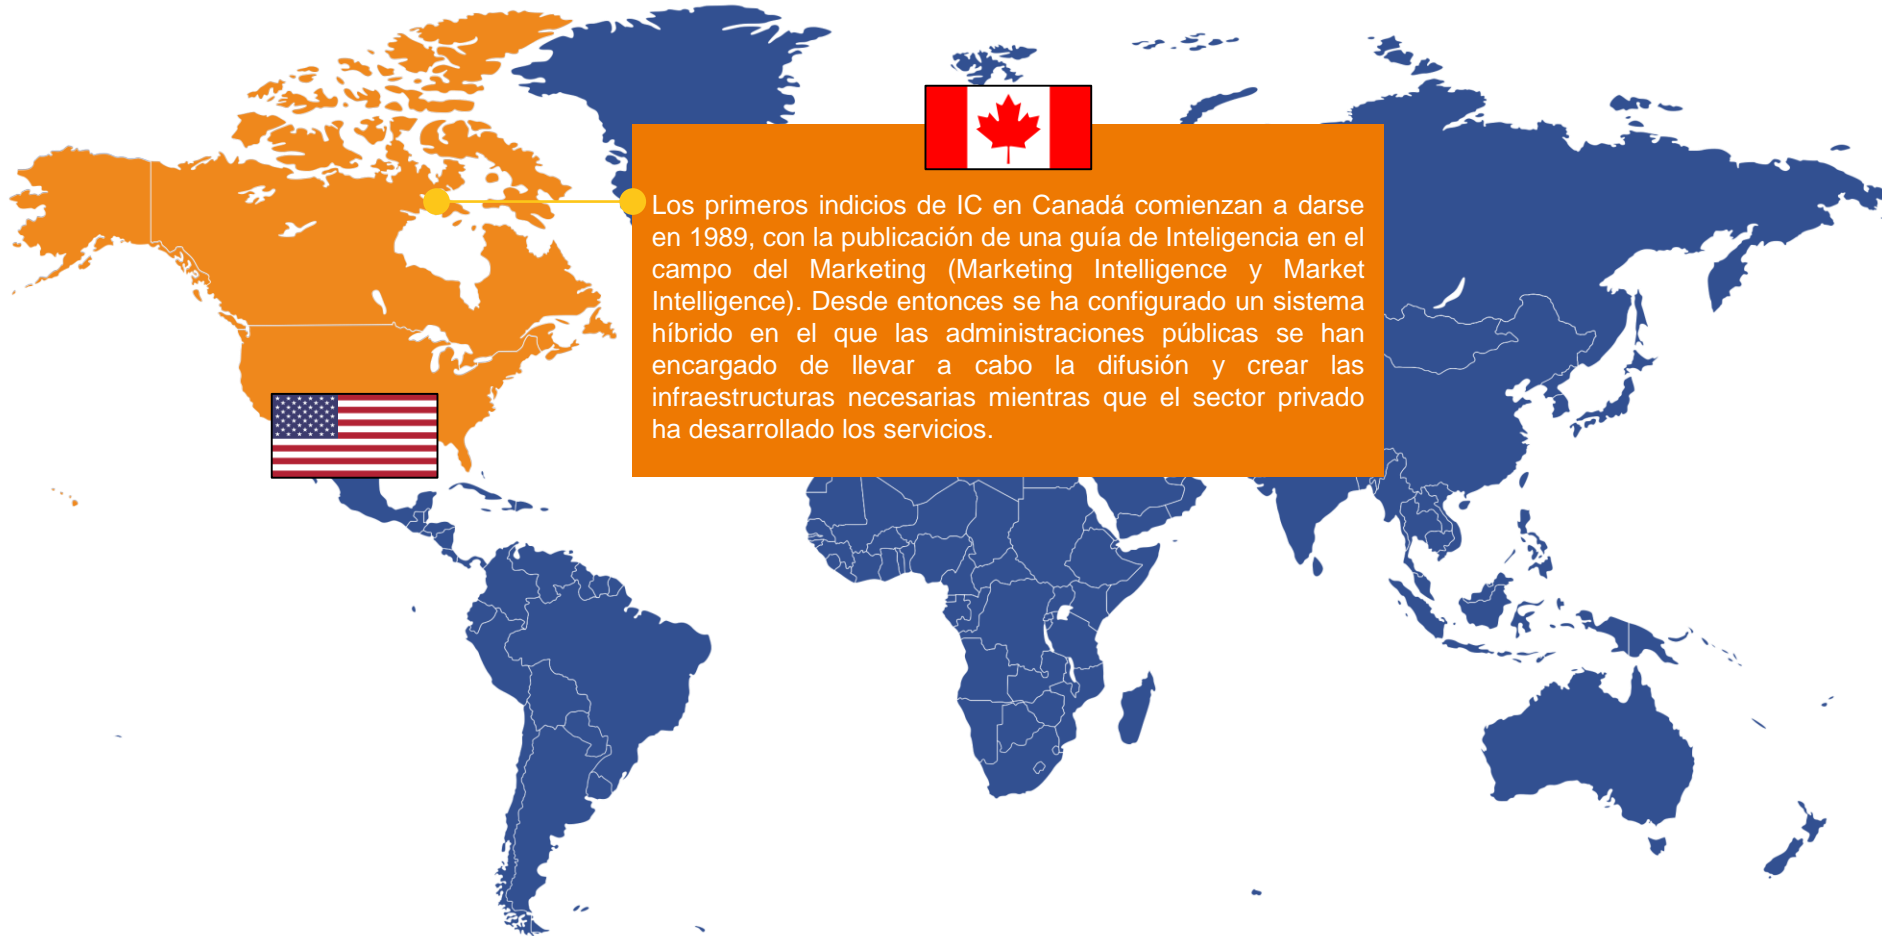 Los primeros indicios de IC en Canadá comienzan a darse
en 1989, con la publicación de una guía de Inteligencia en el
campo del Marketing (Marketing Intelligence y Market
Intelligence). Desde entonces se ha configurado un sistema
híbrido en el que las administraciones públicas se han
encargado de llevar a cabo la difusión y crear las
infraestructuras necesarias mientras que el sector privado
ha desarrollado los servicios.